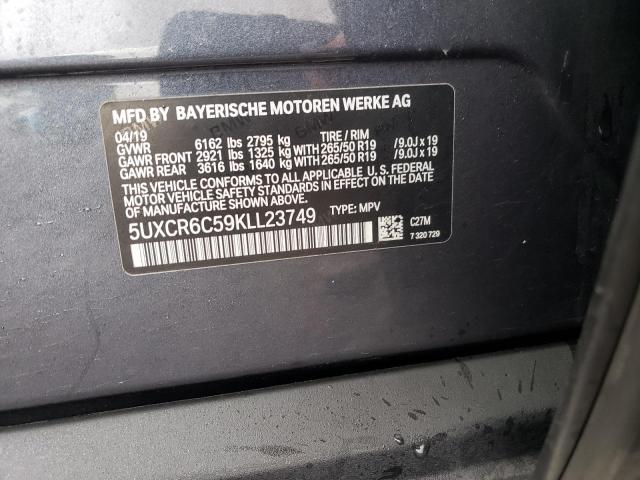 MFD BY BAYERISCHE MOTOREN WERKE AG
04/19
GVWR 6162 lbs 2795 kg TIRE / RIM
GAWR FRONT 2921 lbs 1325 kg WITH 265/50 R19 /9.0J x 19
GAWR REAR 3616 lbs 1640 kg WITH 265/50 R19 /9.0J x 19
THIS VEHICLE CONFORMS TO ALL APPLICABLE U.S. FEDERAL
MOTOR VEHICLE SAFETY STANDARDS IN EFFECT ON THE DATE
OF MANUFACTURE SHOWN ABOVE.
5UXCR6C59KLL23749 TYPE: MPV
C27M
7 320 729